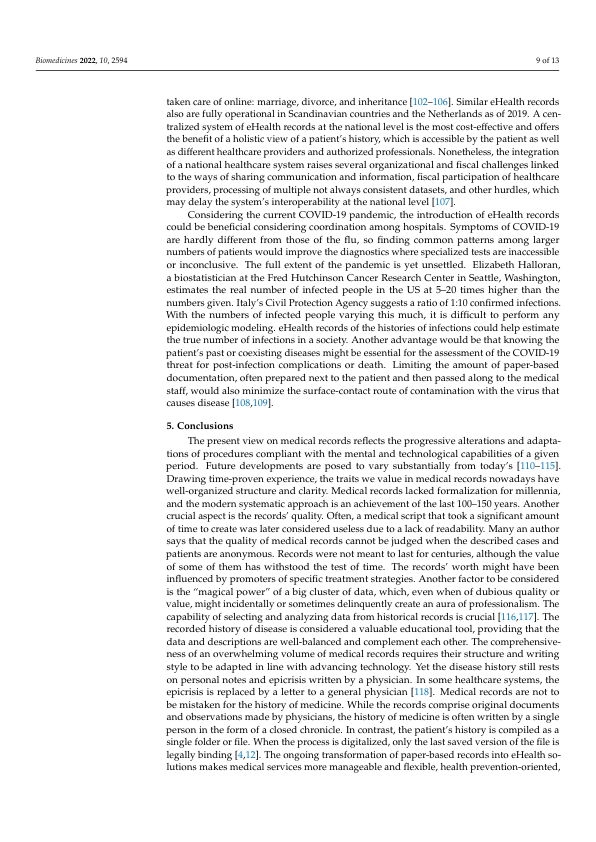 Biomedicines 2022, 10, 2594
9 of 13
taken care of online: marriage, divorce, and inheritance [102–106]. Similar eHealth records
also are fully operational in Scandinavian countries and the Netherlands as of 2019. A cen-
tralized system of eHealth records at the national level is the most cost-effective and offers
the benefit of a holistic view of a patient's history, which is accessible by the patient as well
as different healthcare providers and authorized professionals. Nonetheless, the integration
of a national healthcare system raises several organizational and fiscal challenges linked
to the ways of sharing communication and information, fiscal participation of healthcare
providers, processing of multiple not always consistent datasets, and other hurdles, which
may delay the system's interoperability at the national level [107].
Considering the current COVID-19 pandemic, the introduction of eHealth records
could be beneficial considering coordination among hospitals. Symptoms of COVID-19
are hardly different from those of the flu, so finding common patterns among larger
numbers of patients would improve the diagnostics where specialized tests are inaccessible
or inconclusive. The full extent of the pandemic is yet unsettled. Elizabeth Halloran,
a biostatistician at the Fred Hutchinson Cancer Research Center in Seattle, Washington,
estimates the real number of infected people in the US at 5–20 times higher than the
numbers given. Italy's Civil Protection Agency suggests a ratio of 1:10 confirmed infections.
With the numbers of infected people varying this much, it is difficult to perform any
epidemiologic modeling. eHealth records of the histories of infections could help estimate
the true number of infections in a society. Another advantage would be that knowing the
patient's past or coexisting diseases might be essential for the assessment of the COVID-19
threat for post-infection complications or death. Limiting the amount of paper-based
documentation, often prepared next to the patient and then passed along to the medical
staff, would also minimize the surface-contact route of contamination with the virus that
causes disease [108,109].
5. Conclusions
The present view on medical records reflects the progressive alterations and adapta-
tions of procedures compliant with the mental and technological capabilities of a given
period. Future developments are posed to vary substantially from today's [110–115].
Drawing time-proven experience, the traits we value in medical records nowadays have
well-organized structure and clarity. Medical records lacked formalization for millennia,
and the modern systematic approach is an achievement of the last 100–150 years. Another
crucial aspect is the records' quality. Often, a medical script that took a significant amount
of time to create was later considered useless due to a lack of readability. Many an author
says that the quality of medical records cannot be judged when the described cases and
patients are anonymous. Records were not meant to last for centuries, although the value
of some of them has withstood the test of time. The records' worth might have been
influenced by promoters of specific treatment strategies. Another factor to be considered
is the "magical power" of a big cluster of data, which, even when of dubious quality or
value, might incidentally or sometimes delinquently create an aura of professionalism. The
capability of selecting and analyzing data from historical records is crucial [116,117]. The
recorded history of disease is considered a valuable educational tool, providing that the
data and descriptions are well-balanced and complement each other. The comprehensive-
ness of an overwhelming volume of medical records requires their structure and writing
style to be adapted in line with advancing technology. Yet the disease history still rests
on personal notes and epicrisis written by a physician. In some healthcare systems, the
epicrisis is replaced by a letter to a general physician [118]. Medical records are not to
be mistaken for the history of medicine. While the records comprise original documents
and observations made by physicians, the history of medicine is often written by a single
person in the form of a closed chronicle. In contrast, the patient's history is compiled as a
single folder or file. When the process is digitalized, only the last saved version of the file is
legally binding [4,12]. The ongoing transformation of paper-based records into eHealth so-
lutions makes medical services more manageable and flexible, health prevention-oriented,